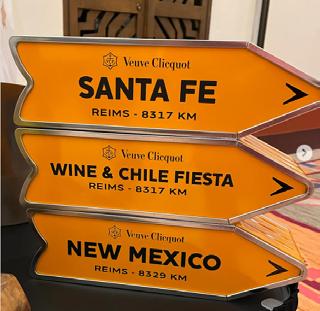 Veuve Clicquot
SANTA FE
REIMS - 8317 KM
Veuve Clicquot
WINE & CHILE FIESTA
REIMS - 8317 KM
Veuve Clicquot
NEW MEXICO
REIMS - 8329 KM